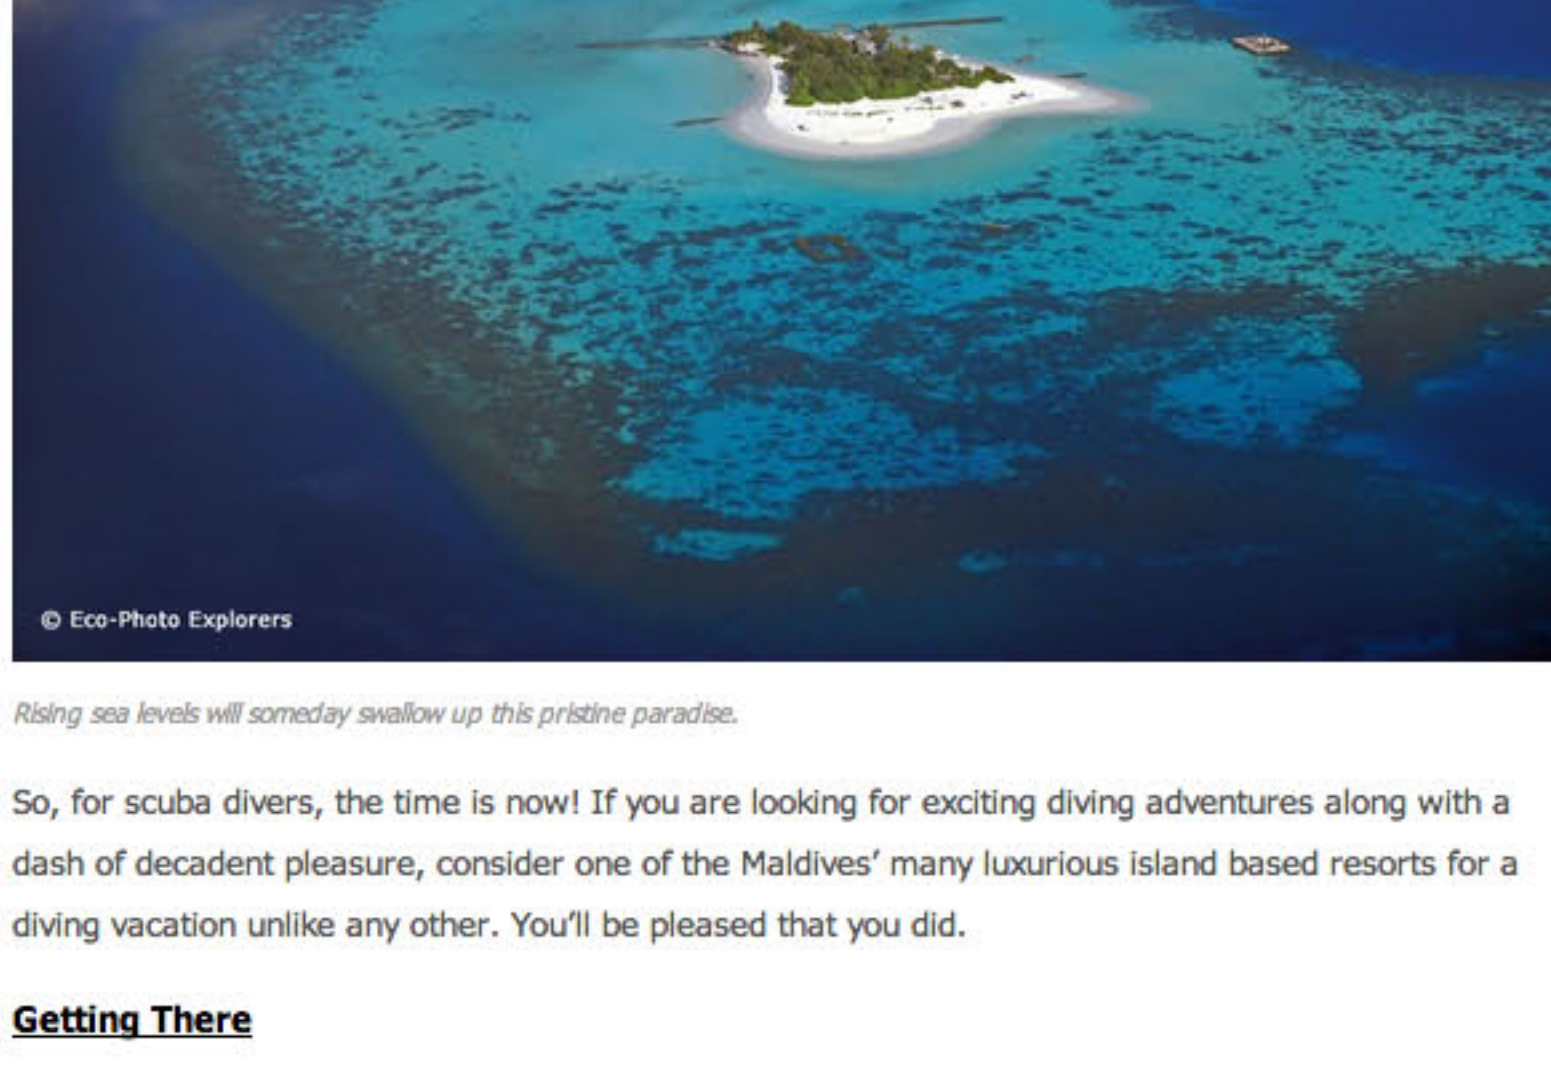 © Eco-Photo Explorers
Rising sea levels will someday swallow up this pristine paradise.
So, for scuba divers, the time is now! If you are looking for exciting diving adventures along with a
dash of decadent pleasure, consider one of the Maldives’ many luxurious island based resorts for a
diving vacation unlike any other. You’ll be pleased that you did.
Getting There